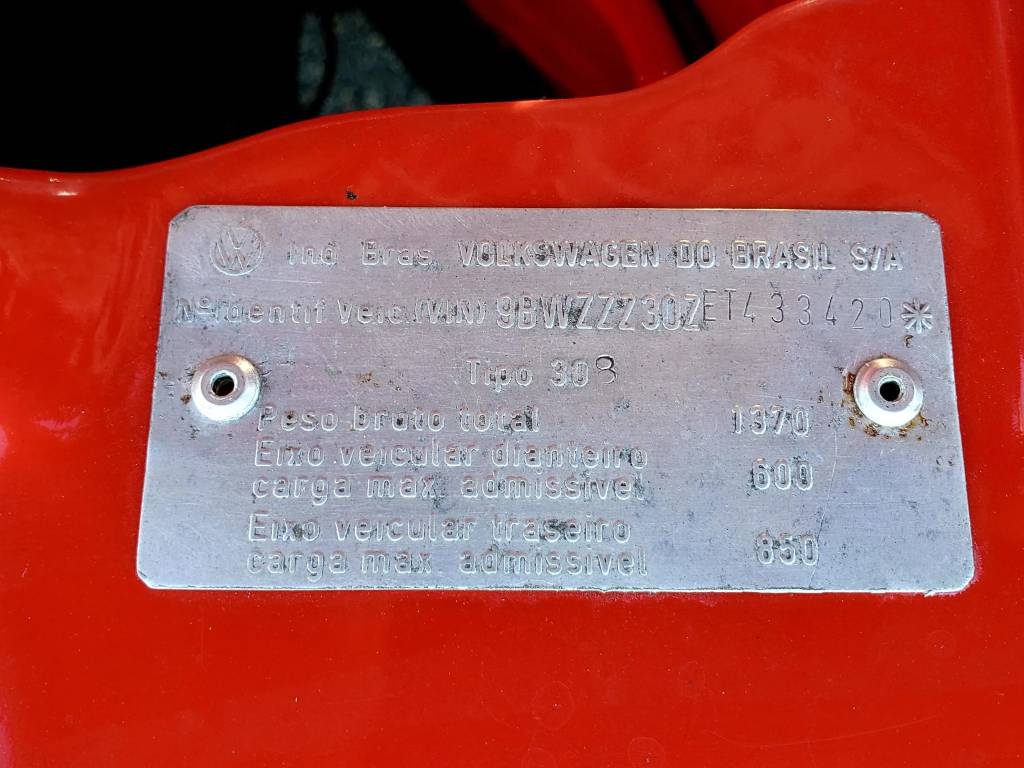 Ind. Bras. VOLKSWAGEN DO BRASIL S/A
Nº identif Veic.(VIN) 9BWZZZ30ZET433420*
Tipo 308
Peso bruto total 1370
Eixo veicular dianteiro
carga max admissivel 600
Eixo veicular traseiro
carga max admissivel 850